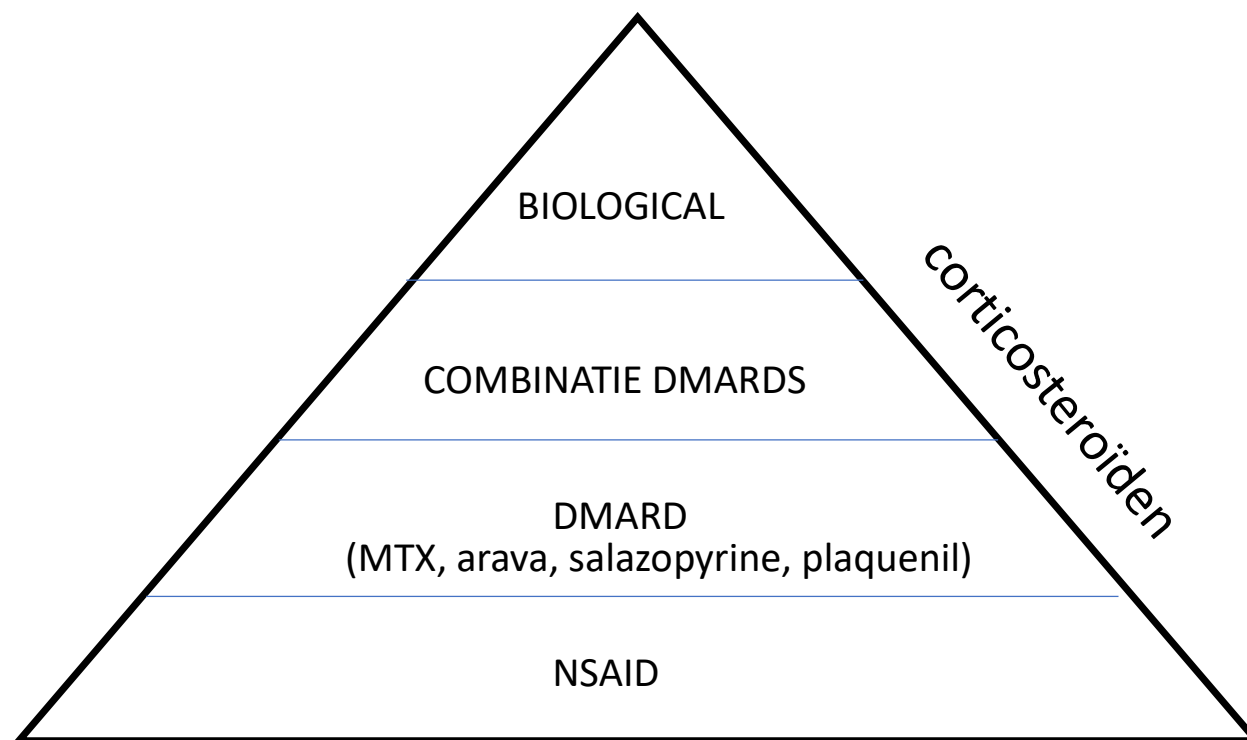 BIOLOGICAL
corticosteroïden
COMBINATIE DMARDS
DMARD
(MTX, arava, salazopyrine, plaquenil)
NSAID